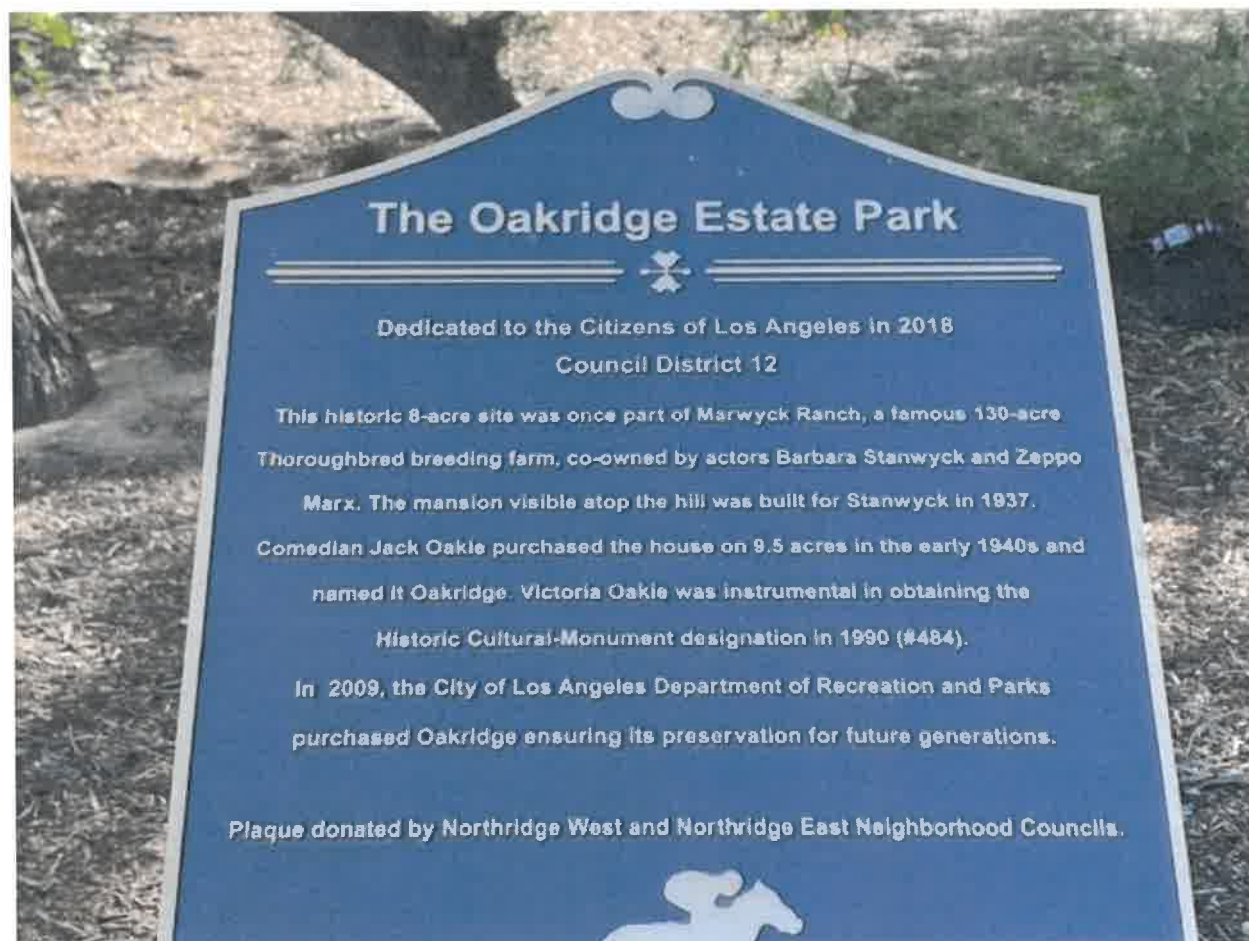 The Oakridge Estate Park
Dedicated to the Citizens of Los Angeles in 2018
Council District 12
This historic 8-acre site was once part of Marwyck Ranch, a famous 130-acre
Thoroughbred breeding farm, co-owned by actors Barbara Stanwyck and Zeppo
Marx. The mansion visible atop the hill was built for Stanwyck in 1937.
Comedian Jack Oakie purchased the house on 9.5 acres in the early 1940s and
named it Oakridge. Victoria Oakie was instrumental in obtaining the
Historic Cultural-Monument designation in 1990 (#484).
In 2009, the City of Los Angeles Department of Recreation and Parks
purchased Oakridge ensuring its preservation for future generations.
Plaque donated by Northridge West and Northridge East Neighborhood Councils.